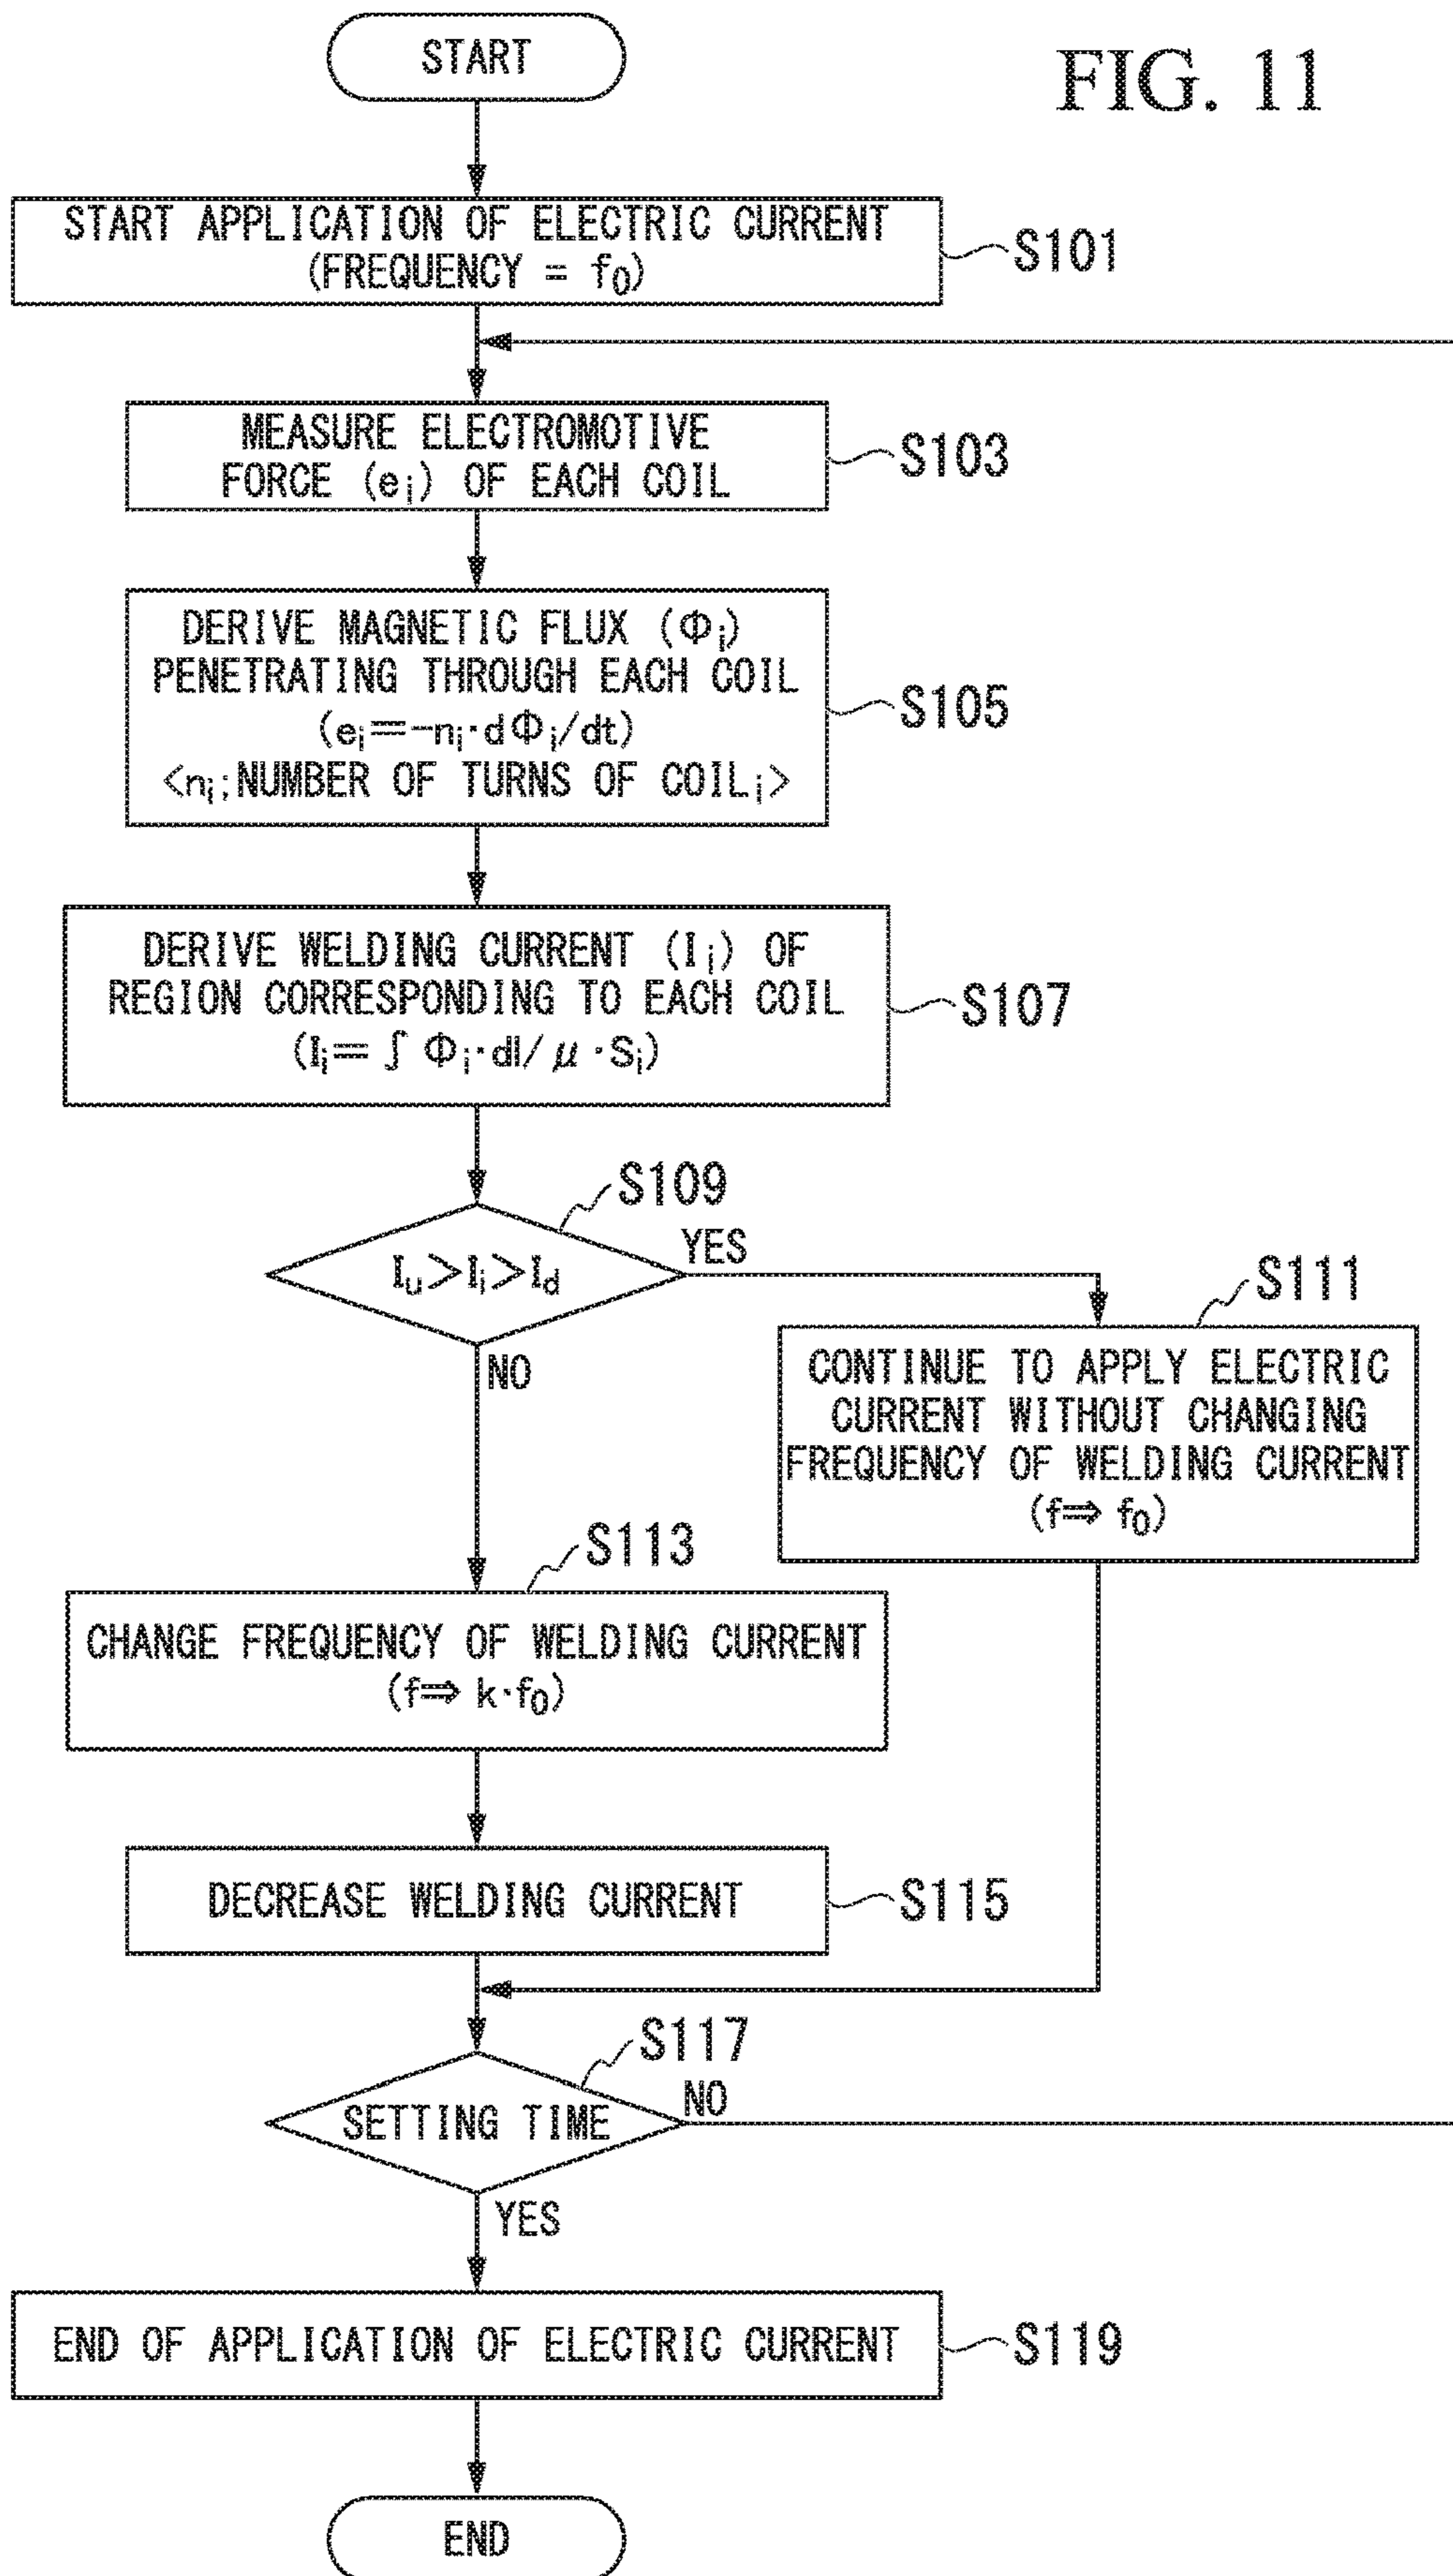 START
FIG. 11
START APPLICATION OF ELECTRIC CURRENT
(FREQUENCY = f₀)
S101
MEASURE ELECTROMOTIVE
FORCE (eᵢ) OF EACH COIL
S103
DERIVE MAGNETIC FLUX (Φᵢ)
PENETRATING THROUGH EACH COIL
(eᵢ=-nᵢ·dΦᵢ/dt)
<nᵢ;NUMBER OF TURNS OF COILᵢ>
S105
DERIVE WELDING CURRENT (Iᵢ) OF
REGION CORRESPONDING TO EACH COIL
(Iᵢ=∫Φᵢ·dl/μ·Sᵢ)
S107
S109
Iᵤ>Iᵢ>I_d
YES
NO
S111
CONTINUE TO APPLY ELECTRIC
CURRENT WITHOUT CHANGING
FREQUENCY OF WELDING CURRENT
(f⇒ f₀)
S113
CHANGE FREQUENCY OF WELDING CURRENT
(f⇒ k·f₀)
DECREASE WELDING CURRENT
S115
S117
SETTING TIME
NO
YES
END OF APPLICATION OF ELECTRIC CURRENT
S119
END